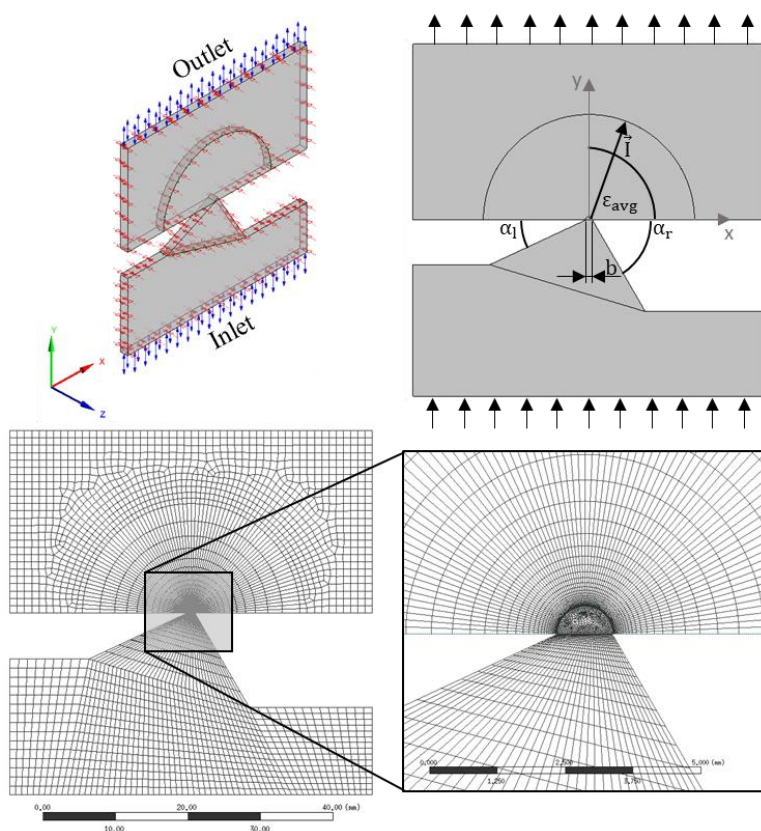 Outlet
Inlet
Y
X
Z
y
I
ε_avg
x
α_l
α_r
b
0.00 20.00 40.00 (mm)
10.00 30.00
0.000 2.500 5.000 (mm)
1.250 3.750